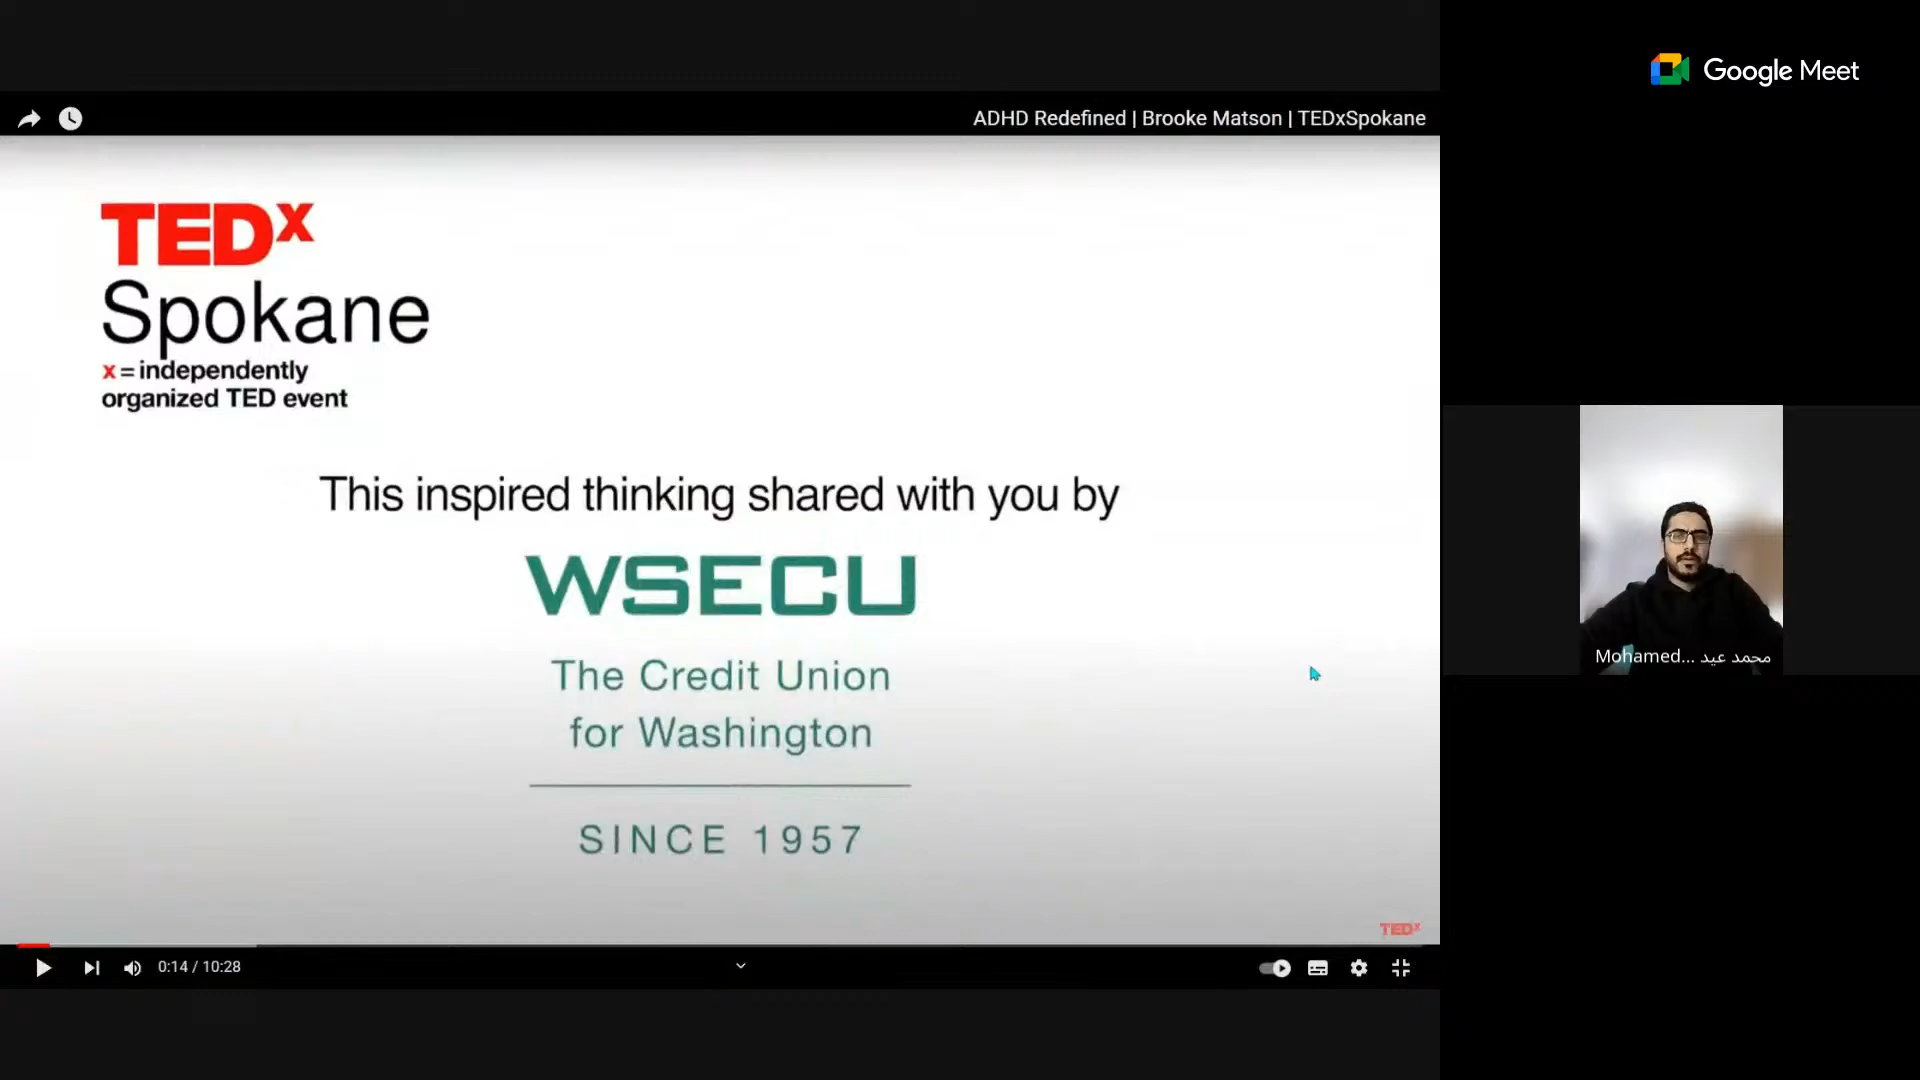 Google Meet
ADHD Redefined | Brooke Matson | TEDxSpokane
TEDx
Spokane
x = independently
organized TED event
This inspired thinking shared with you by
WSECU
The Credit Union
for Washington
SINCE 1957
Mohamed... محمد عيد
TEDx
0:14 / 10:28